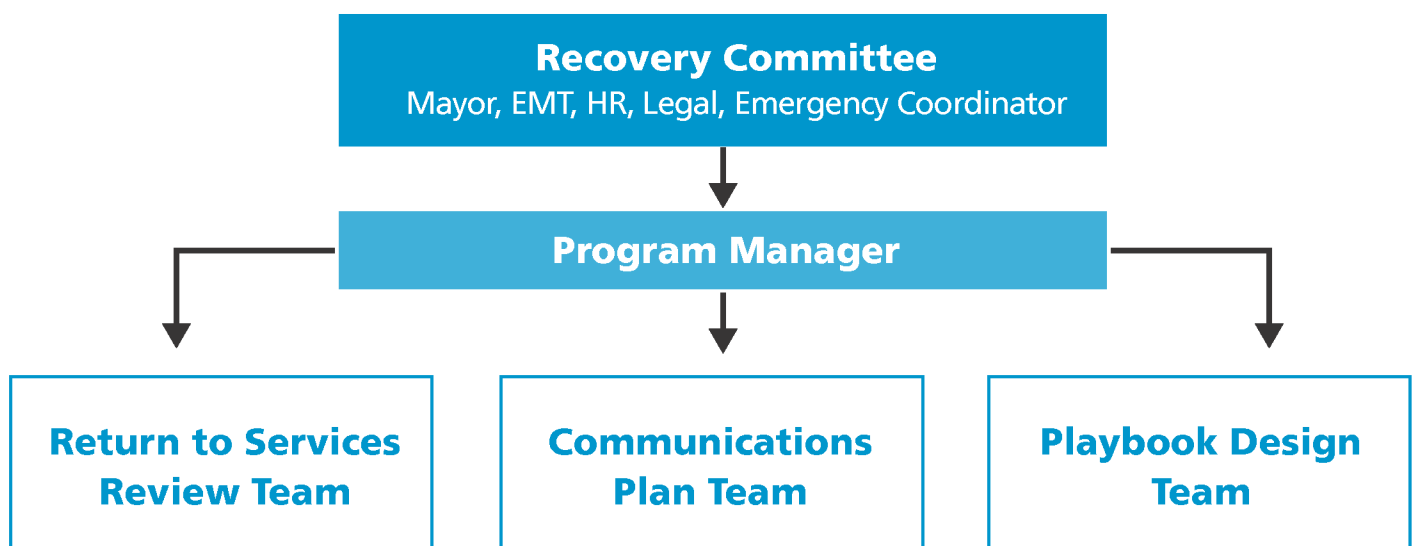 Recovery Committee
Mayor, EMT, HR, Legal, Emergency Coordinator
Program Manager
Return to Services
Review Team
Communications
Plan Team
Playbook Design
Team